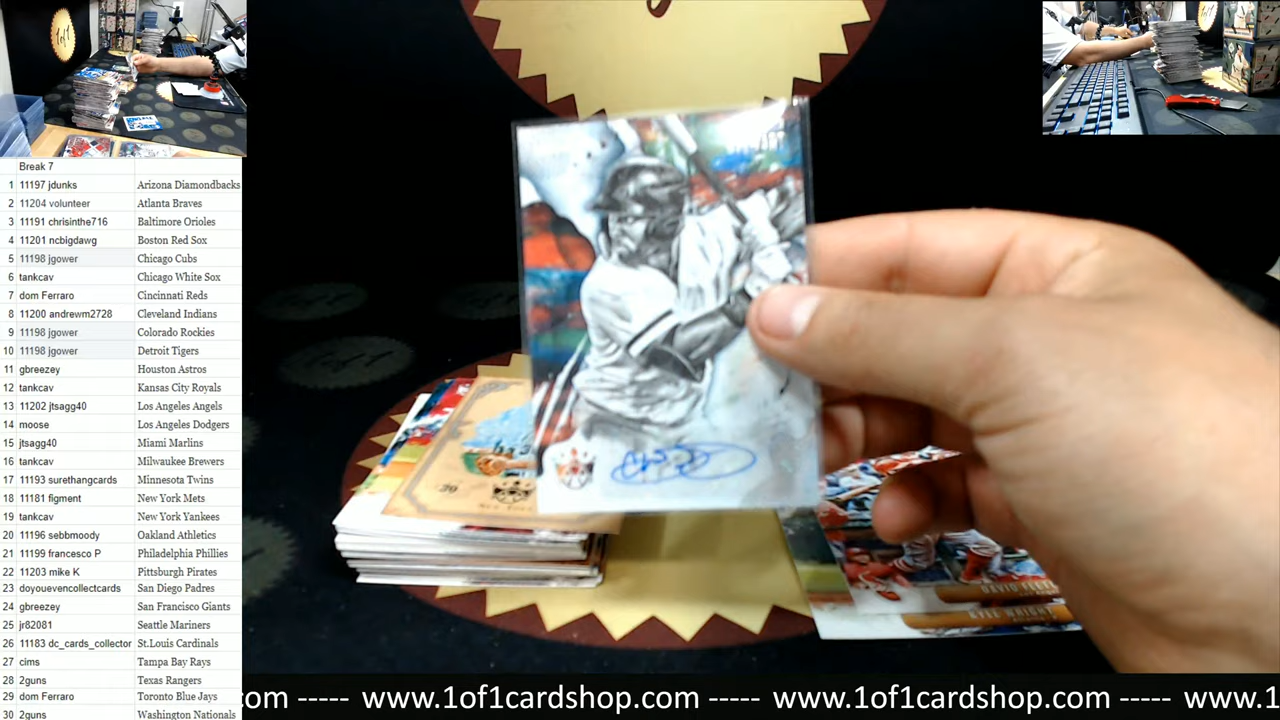 Break 7
1 11197 jdunks Arizona Diamondbacks
2 11204 volunteer Atlanta Braves
3 11191 chrisinthe716 Baltimore Orioles
4 11201 ncbigdawg Boston Red Sox
5 11198 jgower Chicago Cubs
6 tankcav Chicago White Sox
7 dom Ferraro Cincinnati Reds
8 11200 andrewm2728 Cleveland Indians
9 11198 jgower Colorado Rockies
10 11198 jgower Detroit Tigers
11 gbreezey Houston Astros
12 tankcav Kansas City Royals
13 11202 jtsagg40 Los Angeles Angels
14 moose Los Angeles Dodgers
15 jtsagg40 Miami Marlins
16 tankcav Milwaukee Brewers
17 11193 surethangcards Minnesota Twins
18 11181 figment New York Mets
19 tankcav New York Yankees
20 11196 sebbmoody Oakland Athletics
21 11199 francesco P Philadelphia Phillies
22 11203 mike K Pittsburgh Pirates
23 doyouevencollectcards San Diego Padres
24 gbreezey San Francisco Giants
25 jr82081 Seattle Mariners
26 11183 dc_cards_collector St.Louis Cardinals
27 cims Tampa Bay Rays
28 2guns Texas Rangers
29 dom Ferraro Toronto Blue Jays
30 2guns Washington Nationals
1of1
DAVID
KYLE WRIGHT
.com ----- www.1of1cardshop.com ----- www.1of1cardshop.com ----- www.1